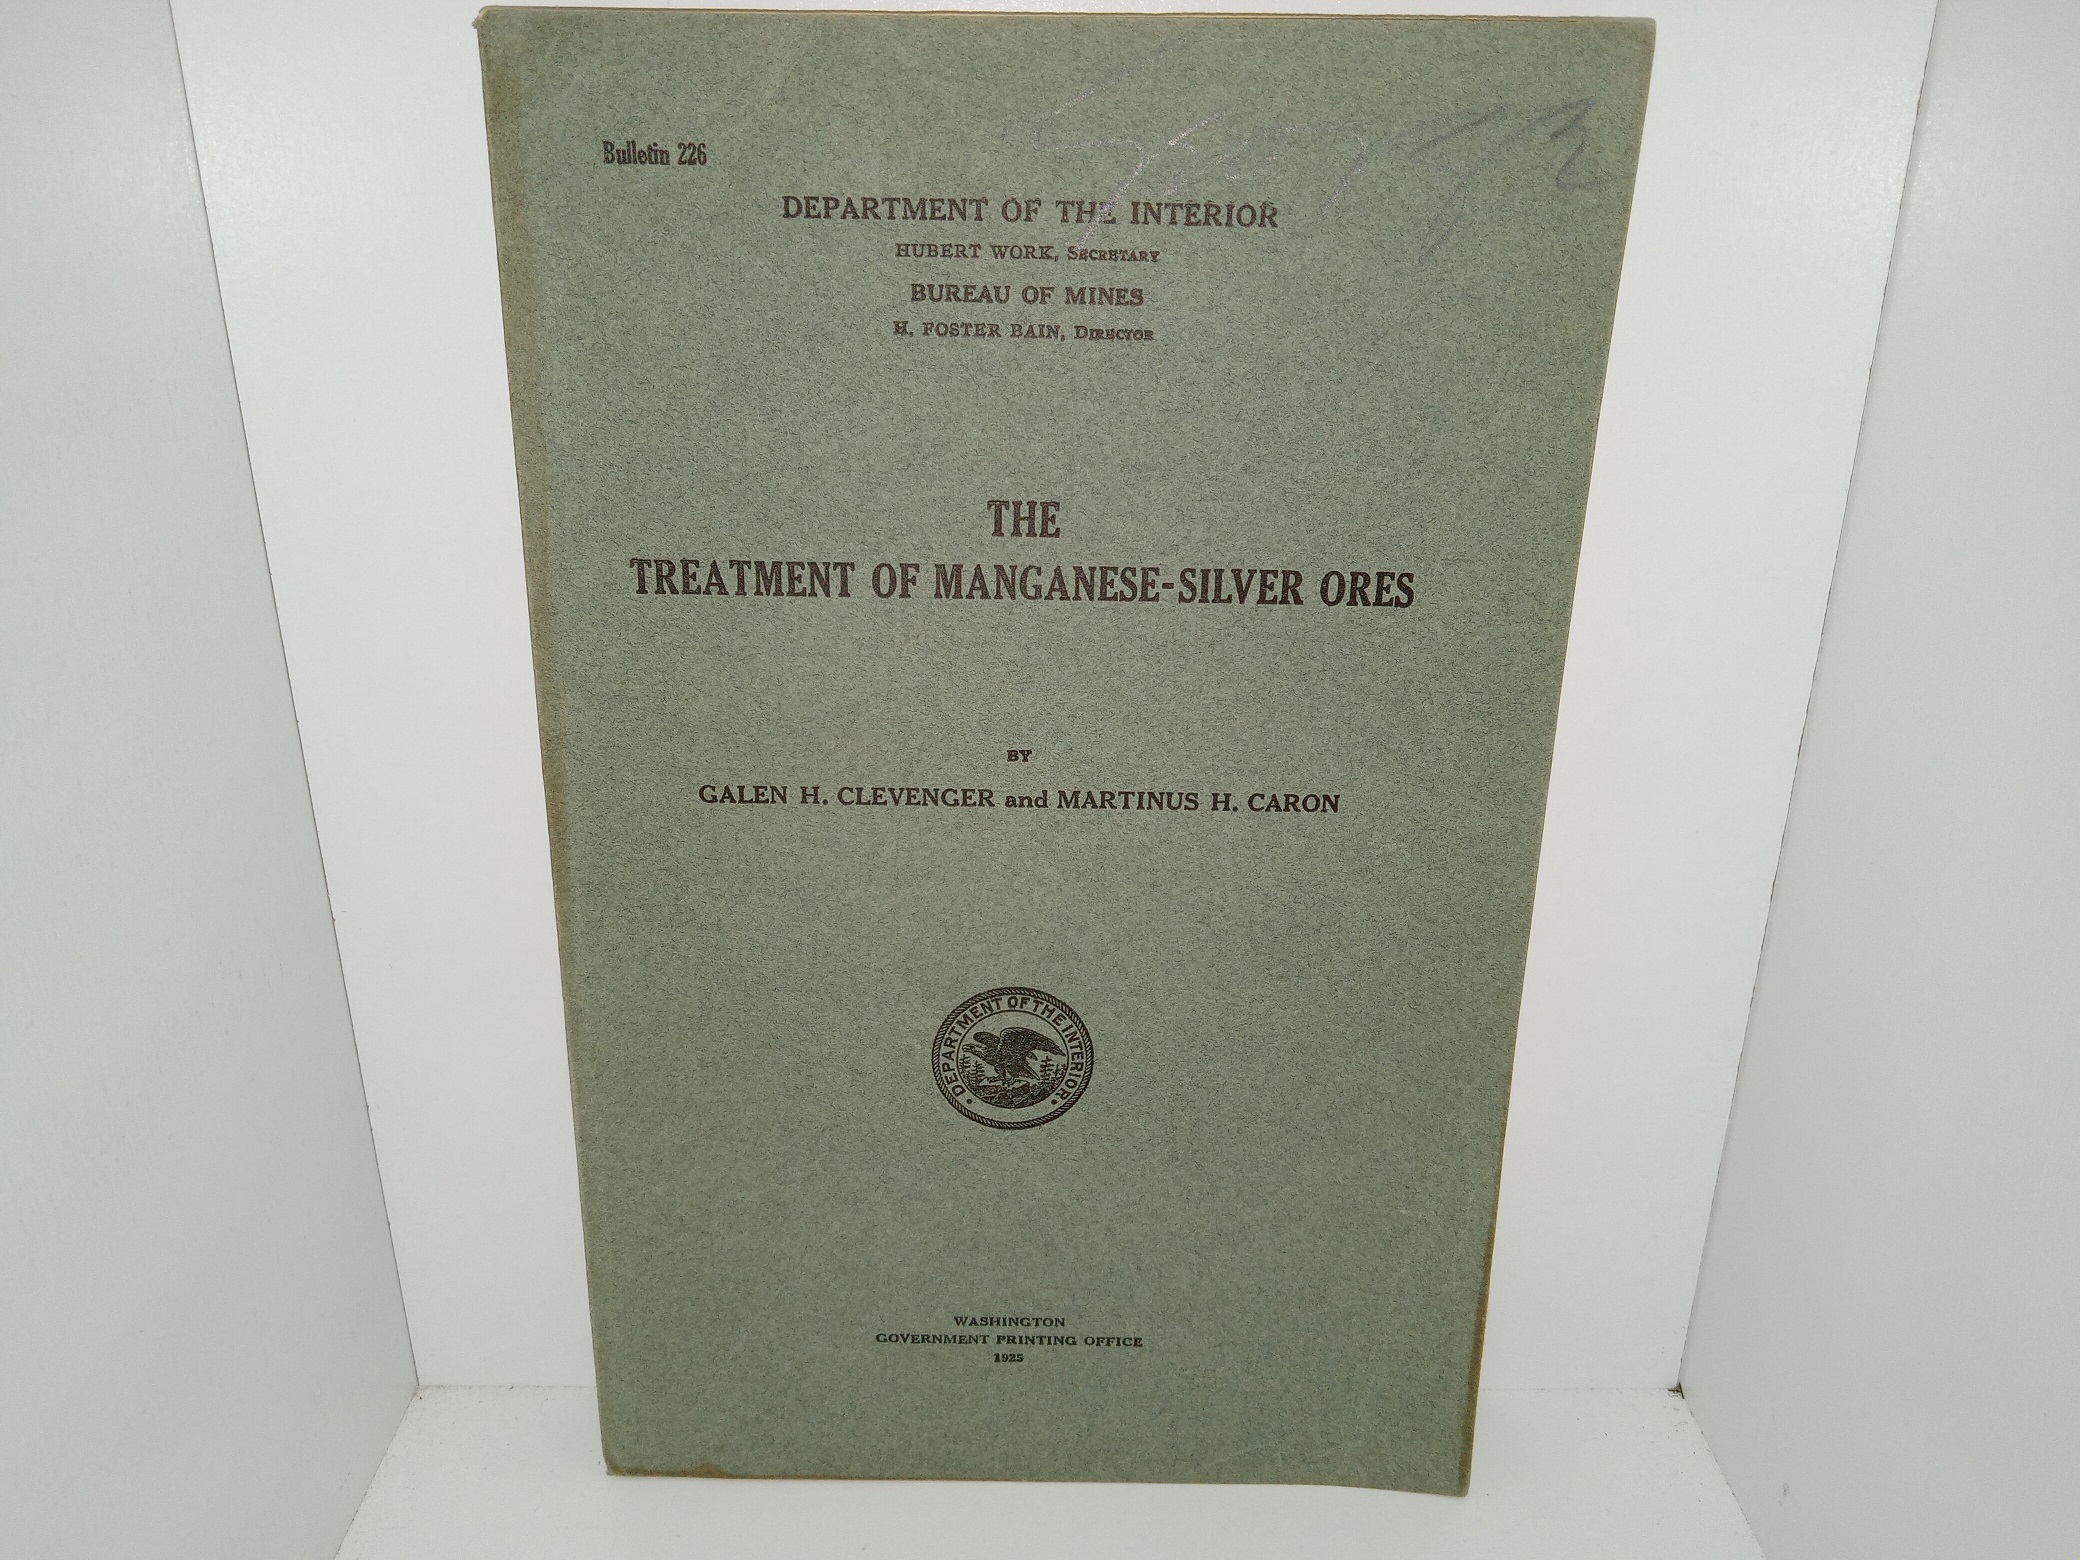 Bulletin 226
DEPARTMENT OF THE INTERIOR
HUBERT WORK, SECRETARY
BUREAU OF MINES
H. FOSTER BAIN, DIRECTOR
THE
TREATMENT OF MANGANESE-SILVER ORES
BY
GALEN H. CLEVENGER and MARTINUS H. CARON
DEPARTMENT OF THE INTERIOR
WASHINGTON
GOVERNMENT PRINTING OFFICE
1925